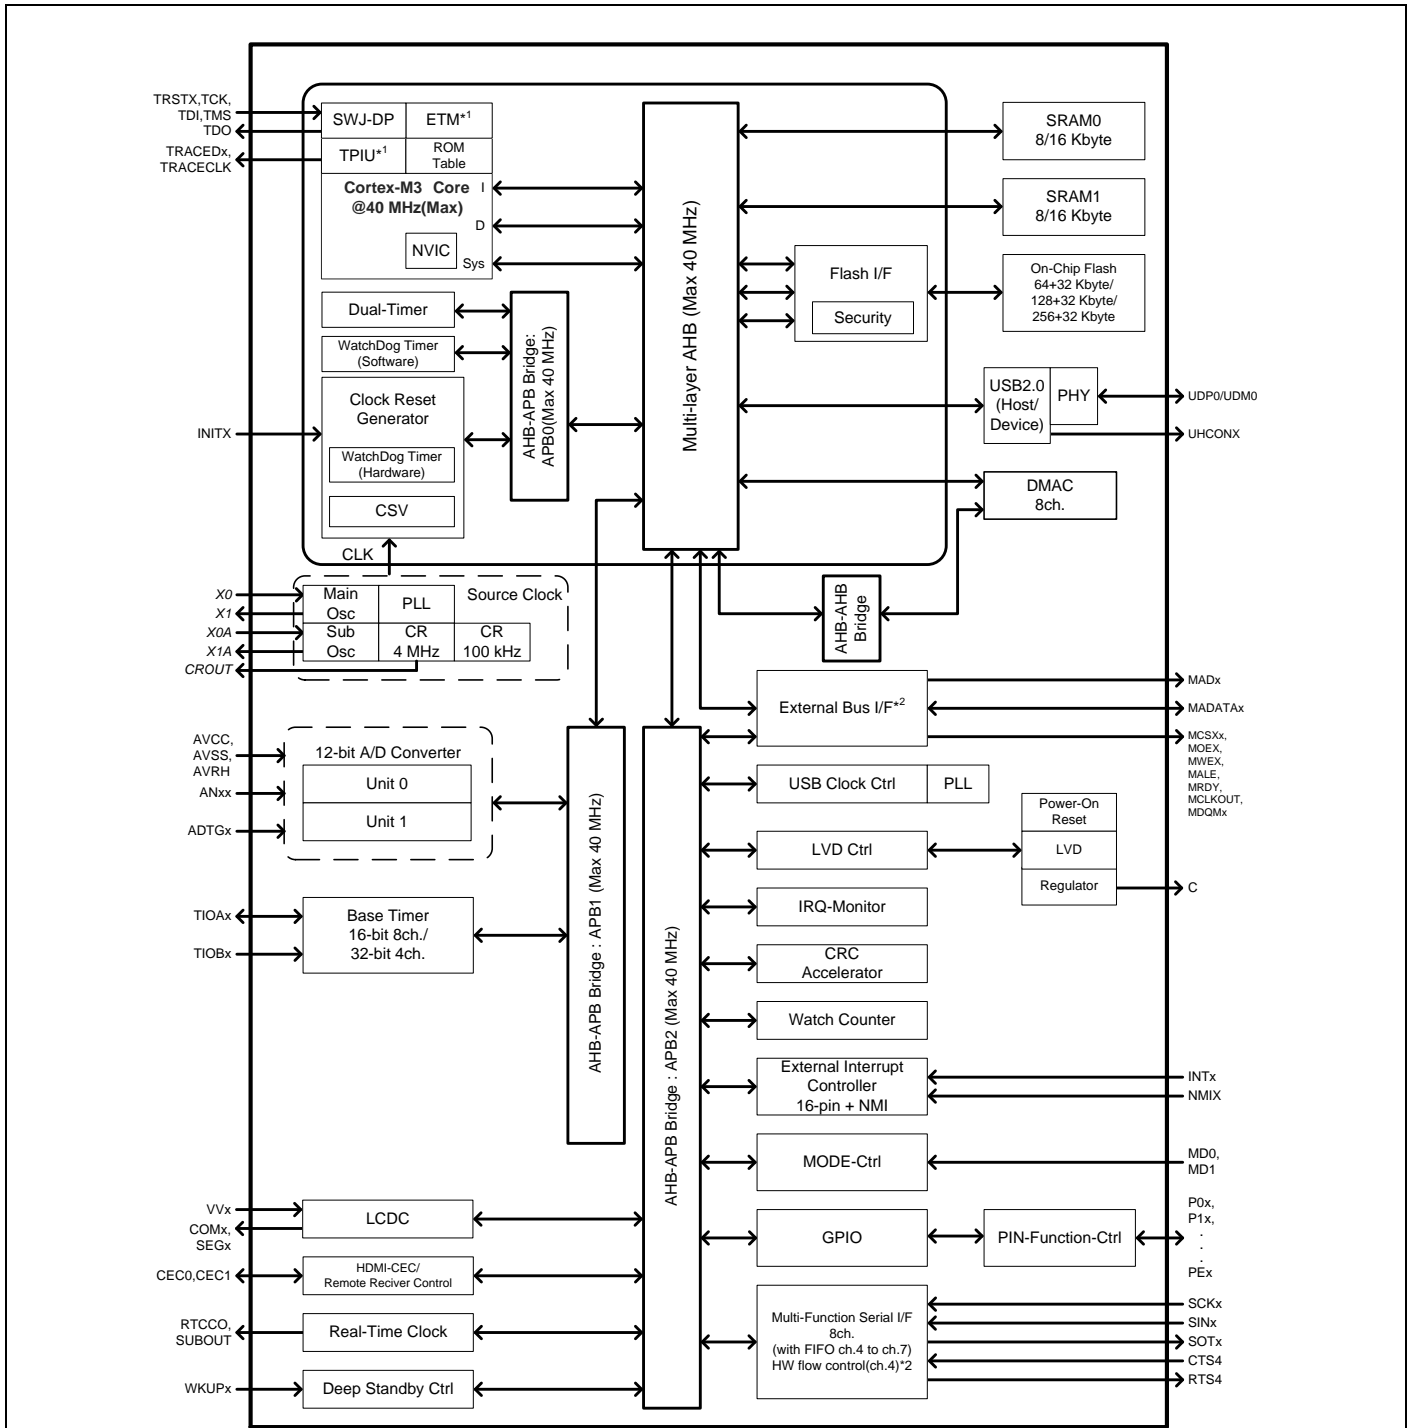 TRSTX,TCK,
TDI,TMS
TDO
TRACEDx,
TRACECLK
SWJ-DP
ETM*1
TPIU*1
ROM
Table
Cortex-M3 Core
@40 MHz(Max)
I
D
Sys
NVIC
Dual-Timer
WatchDog Timer
(Software)
Clock Reset
Generator
WatchDog Timer
(Hardware)
CSV
INITX
CLK
AHB-APB Bridge:
APB0(Max 40 MHz)
Multi-layer AHB (Max 40 MHz)
SRAM0
8/16 Kbyte
SRAM1
8/16 Kbyte
Flash I/F
Security
On-Chip Flash
64+32 Kbyte/
128+32 Kbyte/
256+32 Kbyte
USB2.0
(Host/
Device)
PHY
UDP0/UDM0
UHCONX
DMAC
8ch.
AHB-AHB
Bridge
X0
X1
X0A
X1A
CROUT
Main
Osc
PLL
Source Clock
Sub
Osc
CR
4 MHz
CR
100 kHz
AVCC,
AVSS,
AVRH
ANxx
ADTGx
12-bit A/D Converter
Unit 0
Unit 1
TIOAx
TIOBx
Base Timer
16-bit 8ch./
32-bit 4ch.
AHB-APB Bridge : APB1 (Max 40 MHz)
AHB-APB Bridge : APB2 (Max 40 MHz)
External Bus I/F*2
MADx
MADATAx
MCSXx,
MOEX,
MWEX,
MALE,
MRDY,
MCLKOUT,
MDQMx
USB Clock Ctrl
PLL
LVD Ctrl
Power-On
Reset
LVD
Regulator
C
IRQ-Monitor
CRC
Accelerator
Watch Counter
External Interrupt
Controller
16-pin + NMI
INTx
NMIX
MODE-Ctrl
MD0,
MD1
GPIO
PIN-Function-Ctrl
P0x,
P1x,
.
.
.
PEx
Multi-Function Serial I/F
8ch.
(with FIFO ch.4 to ch.7)
HW flow control(ch.4)*2
SCKx
SINx
SOTx
CTS4
RTS4
VVx
COMx,
SEGx
LCDC
CEC0,CEC1
HDMI-CEC/
Remote Reciver Control
RTCCO,
SUBOUT
Real-Time Clock
WKUPx
Deep Standby Ctrl